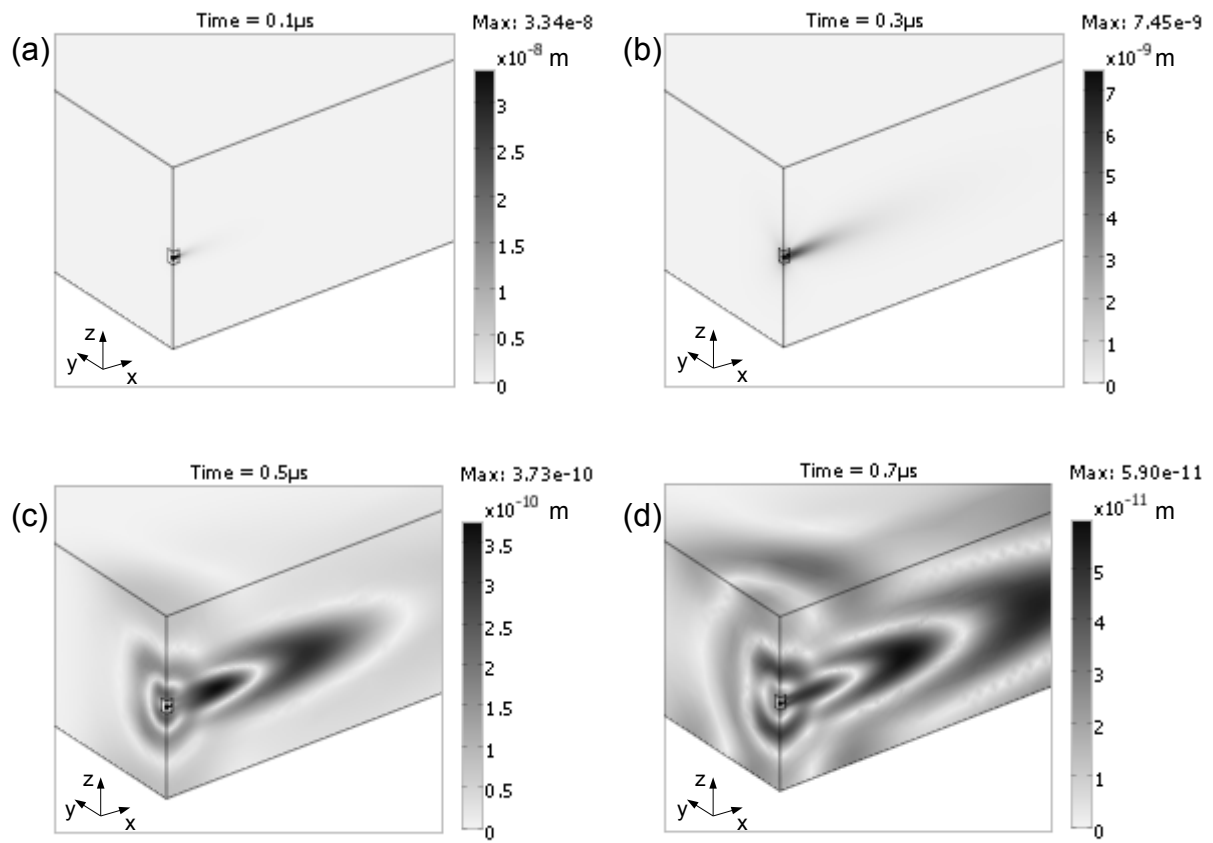 (a)
Time = 0.1µs
Max: 3.34e-8
x10⁻⁸ m
3
2.5
2
1.5
1
0.5
0
z
y
x
(b)
Time = 0.3µs
Max: 7.45e-9
x10⁻⁹ m
7
6
5
4
3
2
1
0
z
y
x
(c)
Time = 0.5µs
Max: 3.73e-10
x10⁻¹⁰ m
3.5
3
2.5
2
1.5
1
0.5
0
z
y
x
(d)
Time = 0.7µs
Max: 5.90e-11
x10⁻¹¹ m
5
4
3
2
1
0
z
y
x